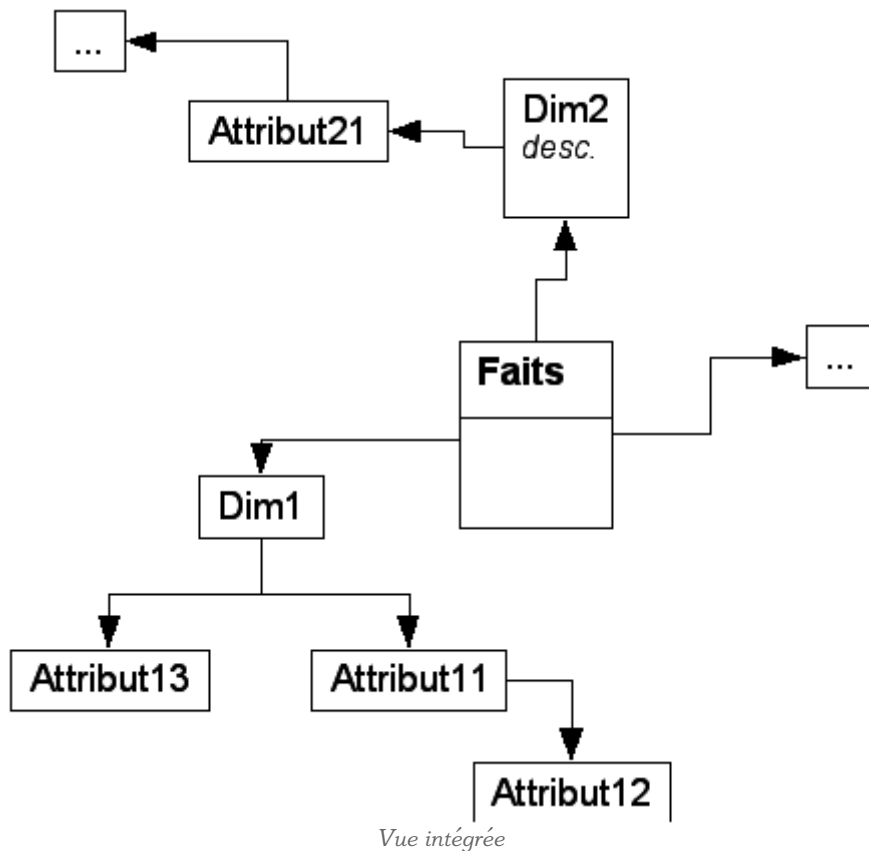 ...
Attribut21
Dim2
desc.
Faits
...
Dim1
Attribut13
Attribut11
Attribut12
Vue intégrée